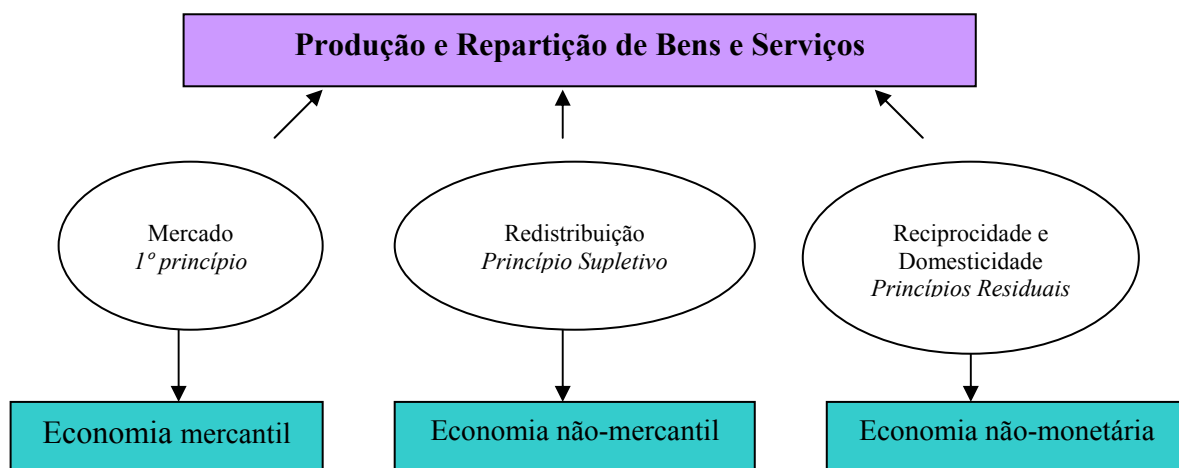 Produção e Repartição de Bens e Serviços
Mercado
1º princípio
Redistribuição
Princípio Supletivo
Reciprocidade e
Domesticidade
Princípios Residuais
Economia mercantil
Economia não-mercantil
Economia não-monetária